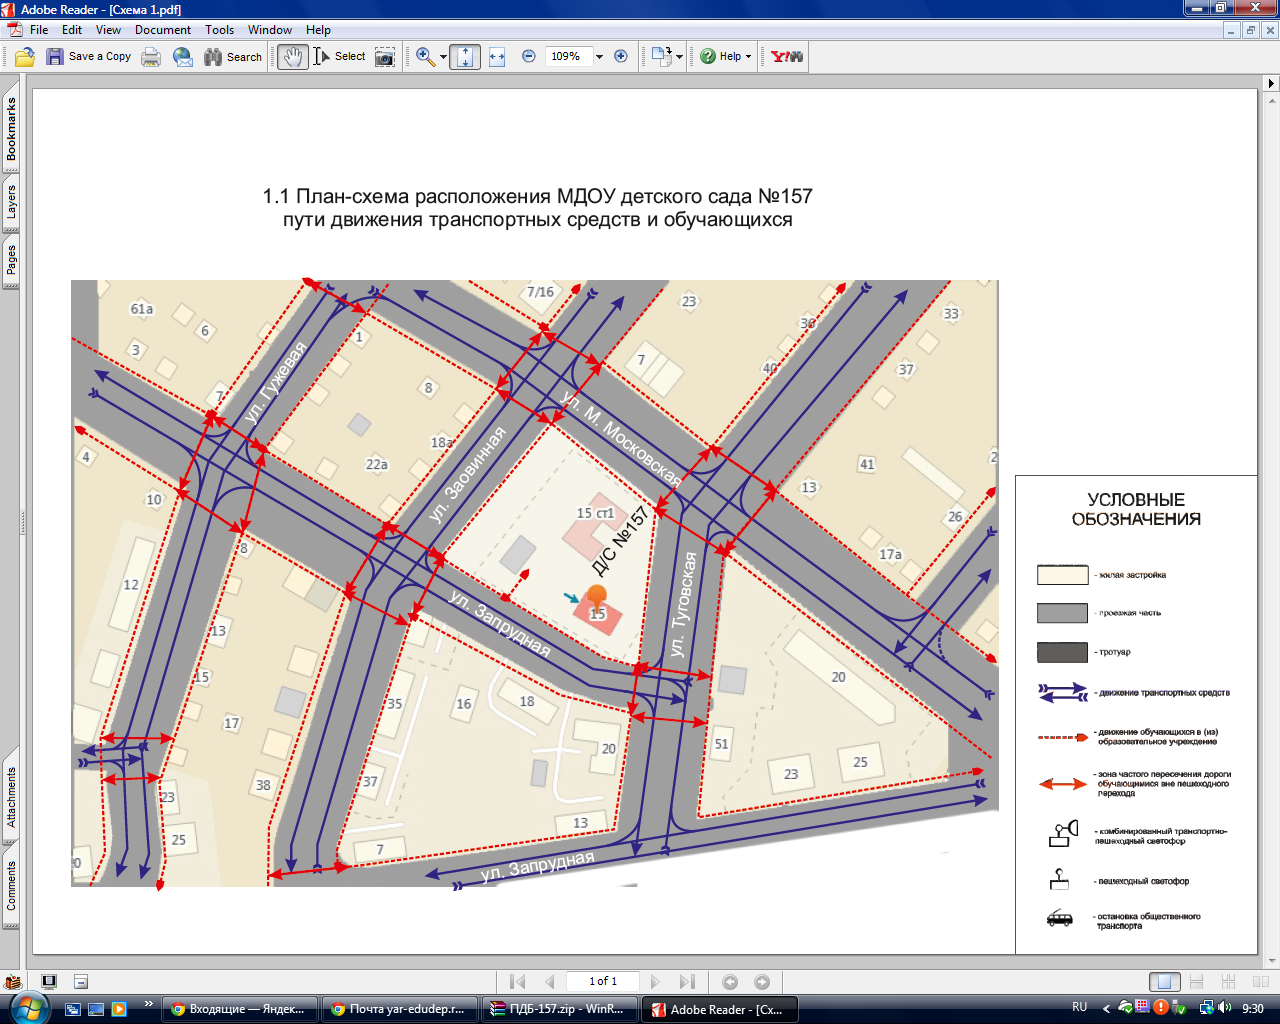 Adobe Reader - [Схема 1.pdf]
File Edit View Document Tools Window Help
Save a Copy Search Select 109% Help Y!
Bookmarks
Layers
Pages
Attachments
Comments
1.1 План-схема расположения МДОУ детского сада №157
пути движения транспортных средств и обучающихся
61а
6
3
7
1
8
18а
22а
4
10
8
12
13
15
17
38
23
25
20
7/16
23
7
36
40
33
37
41
13
26
17а
2
15 ст1
Д/С №157
15
35
16
18
20
37
7
13
51
23
25
20
ул. Гужевая
ул. Заовинная
ул. М. Московская
ул. Запрудная
ул. Тутовская
ул. Запрудная
УСЛОВНЫЕ
ОБОЗНАЧЕНИЯ
- жилая застройка
- проезжая часть
- тротуар
- движение транспортных средств
- движение обучающихся в (из)
образовательное учреждение
- зона частого пересечения дороги
обучающимися вне пешеходного
перехода
- комбинированный транспортно-
пешеходный светофор
- пешеходный светофор
- остановка общественного
транспорта
1 of 1
Входящие — Яндек...
Почта yar-edudep.r...
ПДБ-157.zip - WinR...
Adobe Reader - [Сх...
RU
9:30